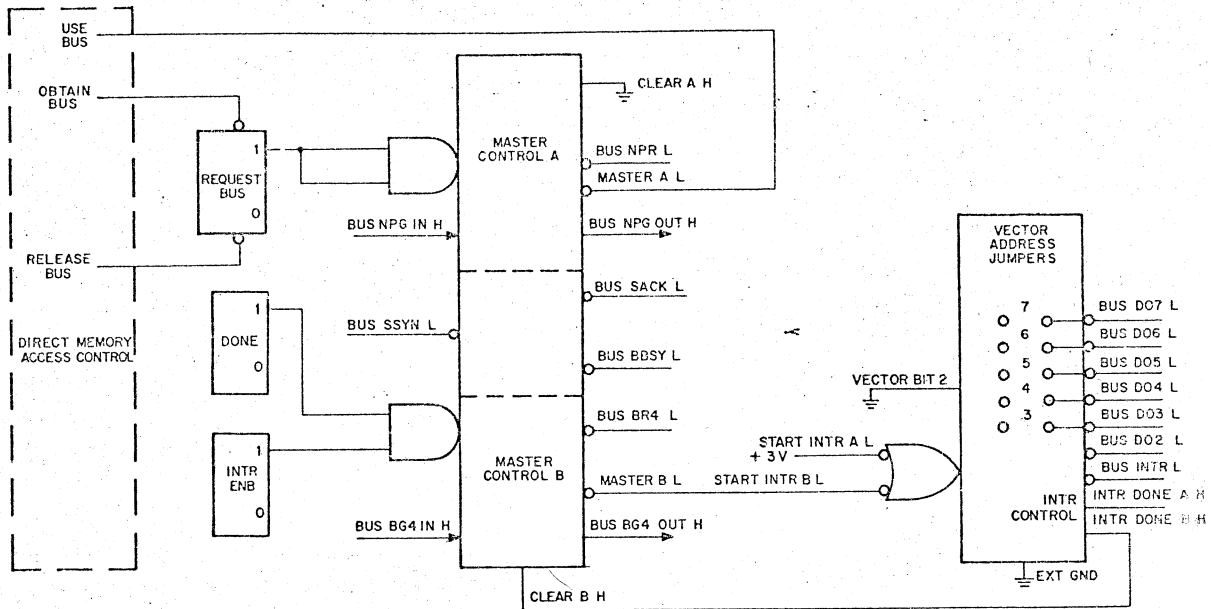 USE
BUS
OBTAIN
BUS
RELEASE
BUS
DIRECT MEMORY
ACCESS CONTROL
1
REQUEST
BUS
0
1
DONE
0
1
INTR
ENB
0
BUS NPG IN H
BUS SSYN L
BUS BG4 IN H
MASTER
CONTROL A
MASTER
CONTROL B
CLEAR A H
BUS NPR L
MASTER A L
BUS NPG OUT H
BUS SACK L
BUS BBSY L
BUS BR4 L
MASTER B L
BUS BG4 OUT H
CLEAR B H
START INTR A L
+ 3V
START INTR B L
VECTOR BIT 2
VECTOR
ADDRESS
JUMPERS
7
6
5
4
3
INTR
CONTROL
BUS D07 L
BUS D06 L
BUS D05 L
BUS D04 L
BUS D03 L
BUS D02 L
BUS INTR L
INTR DONE A H
INTR DONE B H
EXT GND